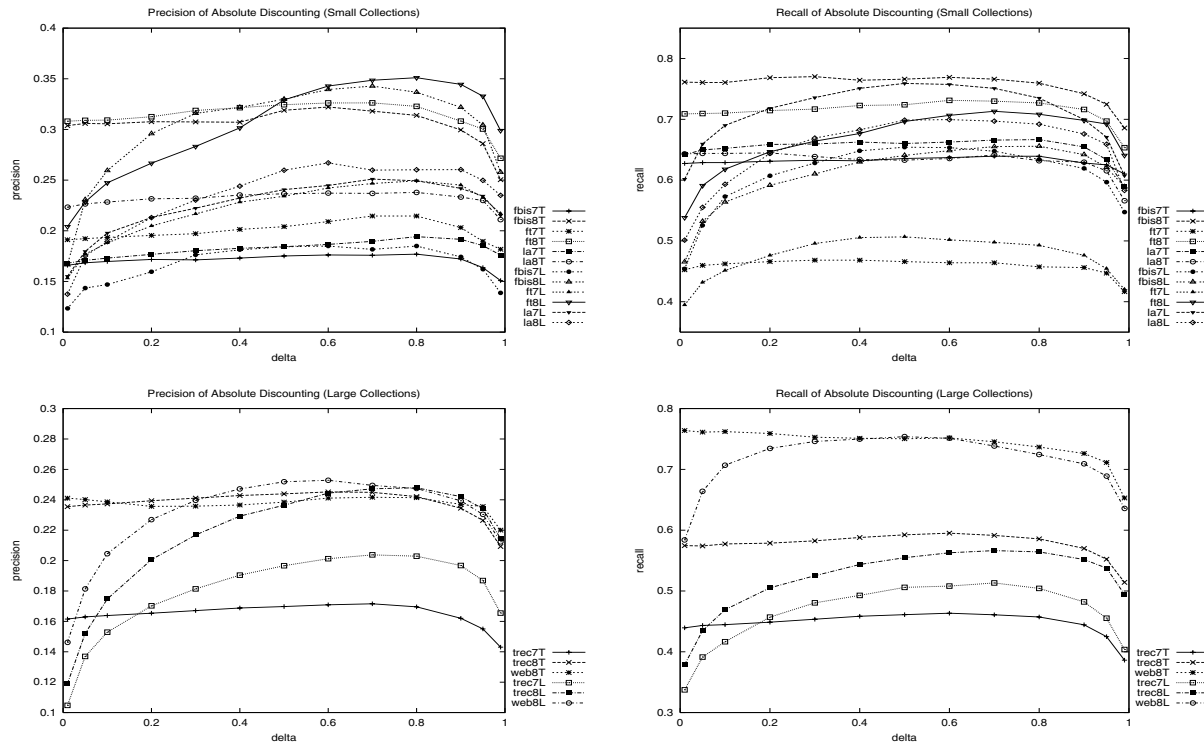 Precision of Absolute Discounting (Small Collections)
precision
0.4
0.35
0.3
0.25
0.2
0.15
0.1
0
0.2
0.4
0.6
0.8
1
delta
fbis7T
fbis8T
ft7T
ft8T
la7T
la8T
fbis7L
fbis8L
ft7L
ft8L
la7L
la8L
Recall of Absolute Discounting (Small Collections)
recall
0.8
0.7
0.6
0.5
0.4
0
0.2
0.4
0.6
0.8
1
delta
fbis7T
fbis8T
ft7T
ft8T
la7T
la8T
fbis7L
fbis8L
ft7L
ft8L
la7L
la8L
Precision of Absolute Discounting (Large Collections)
precision
0.3
0.28
0.26
0.24
0.22
0.2
0.18
0.16
0.14
0.12
0.1
0
0.2
0.4
0.6
0.8
1
delta
trec7T
trec8T
web8T
trec7L
trec8L
web8L
Recall of Absolute Discounting (Large Collections)
recall
0.8
0.7
0.6
0.5
0.4
0.3
0
0.2
0.4
0.6
0.8
1
delta
trec7T
trec8T
web8T
trec7L
trec8L
web8L